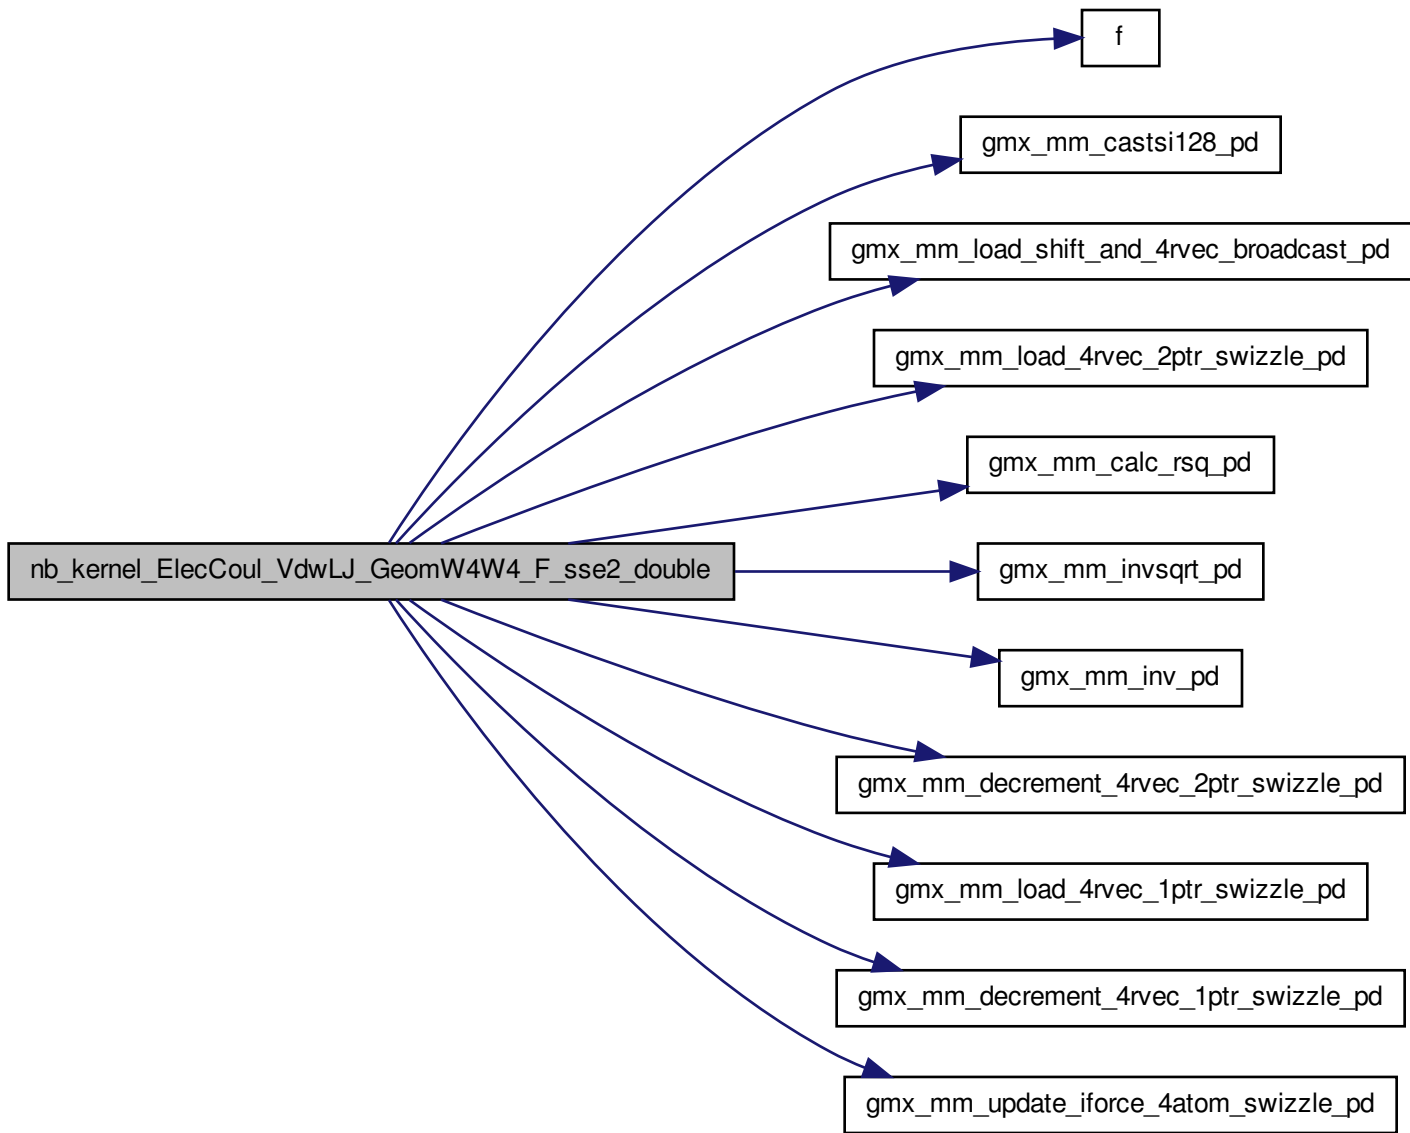 f
gmx_mm_castsi128_pd
gmx_mm_load_shift_and_4rvec_broadcast_pd
gmx_mm_load_4rvec_2ptr_swizzle_pd
gmx_mm_calc_rsq_pd
nb_kernel_ElecCoul_VdwLJ_GeomW4W4_F_sse2_double
gmx_mm_invsqrt_pd
gmx_mm_inv_pd
gmx_mm_decrement_4rvec_2ptr_swizzle_pd
gmx_mm_load_4rvec_1ptr_swizzle_pd
gmx_mm_decrement_4rvec_1ptr_swizzle_pd
gmx_mm_update_iforce_4atom_swizzle_pd